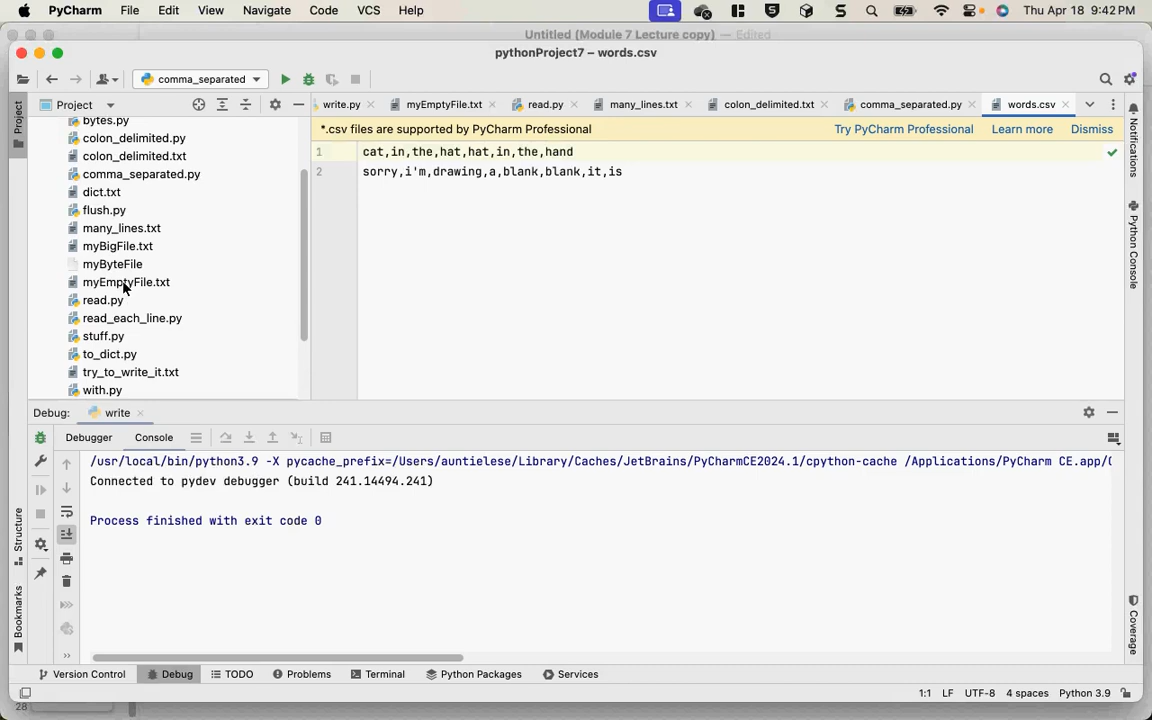 PyCharm File Edit View Navigate Code VCS Help Thu Apr 18 9:42 PM
Untitled (Module 7 Lecture copy) — Edited
pythonProject7 – words.csv
comma_separated
Project
write.py myEmptyFile.txt read.py many_lines.txt colon_delimited.txt comma_separated.py words.csv
*.csv files are supported by PyCharm Professional Try PyCharm Professional Learn more Dismiss
bytes.py
colon_delimited.py
colon_delimited.txt
comma_separated.py
dict.txt
flush.py
many_lines.txt
myBigFile.txt
myByteFile
myEmptyFile.txt
read.py
read_each_line.py
stuff.py
to_dict.py
try_to_write_it.txt
with.py
1 cat,in,the,hat,hat,in,the,hand
2 sorry,i'm,drawing,a,blank,blank,it,is
Project
Structure
Bookmarks
Notifications
Python Console
Coverage
Debug: write
Debugger Console
/usr/local/bin/python3.9 -X pycache_prefix=/Users/auntielese/Library/Caches/JetBrains/PyCharmCE2024.1/cpython-cache /Applications/PyCharm CE.app/
Connected to pydev debugger (build 241.14494.241)
Process finished with exit code 0
Version Control Debug TODO Problems Terminal Python Packages Services
1:1 LF UTF-8 4 spaces Python 3.9
28